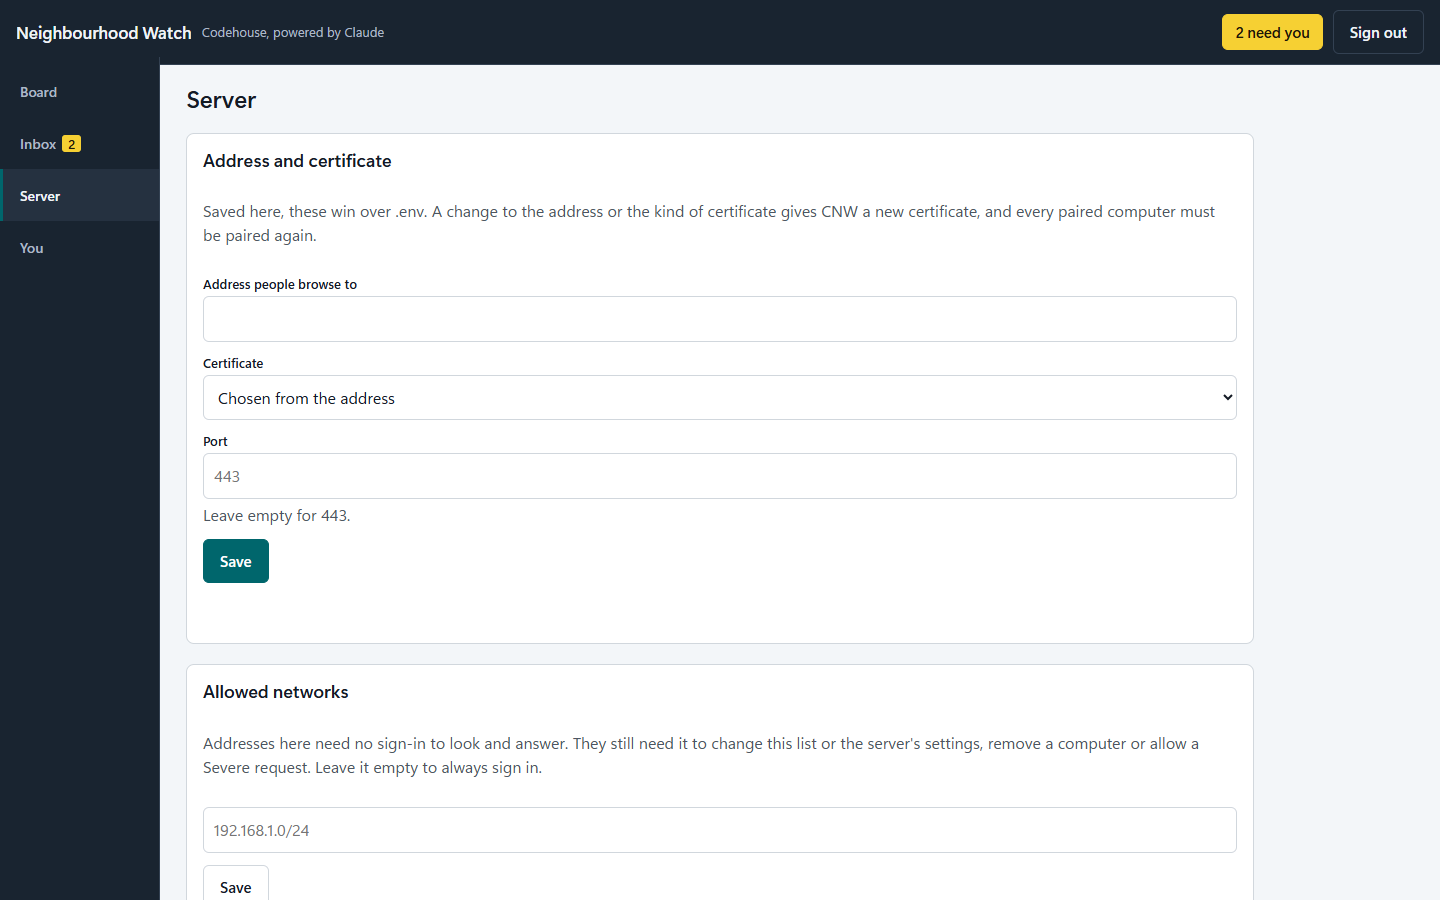 Neighbourhood Watch Codehouse, powered by Claude
2 need you
Sign out
Board
Inbox 2
Server
You
Server
Address and certificate
Saved here, these win over .env. A change to the address or the kind of certificate gives CNW a new certificate, and every paired computer must
be paired again.
Address people browse to
Certificate
Chosen from the address
Port
443
Leave empty for 443.
Save
Allowed networks
Addresses here need no sign-in to look and answer. They still need it to change this list or the server's settings, remove a computer or allow a
Severe request. Leave it empty to always sign in.
192.168.1.0/24
Save